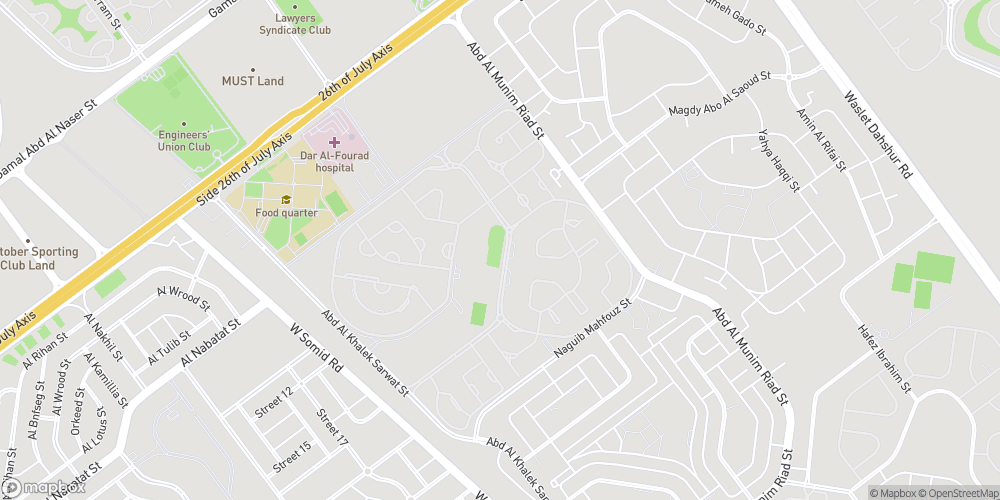 Lawyers
Syndicate Club
MUST Land
26th of July Axis
Gamal Abd Al Naser St
Engineers'
Union Club
Side 26th of July Axis
Dar Al-Fourad
hospital
Food quarter
Abd Al Munim Riad St
Magdy Abo Al Saoud St
Waslet Dahshur Rd
Amin Al Rifai St
Yahya Haqqi St
Sporting
Club Land
July Axis
Al Wrood St
Al Nakhil St
Al Rihan St
Al Tulib St
Al Nabatat St
Al Kamillia St
Al Wrood St
Al Bnfseg St
Orkeed St
Al Lotus St
Abd Al Khalek Sarwat St
W Somid Rd
Street 12
Street 17
Street 15
Naguib Mahfouz St
Abd Al Munim Riad St
Hafez Ibrahim St
Abd Al Khalek
mapbox
© Mapbox © OpenStreetMap